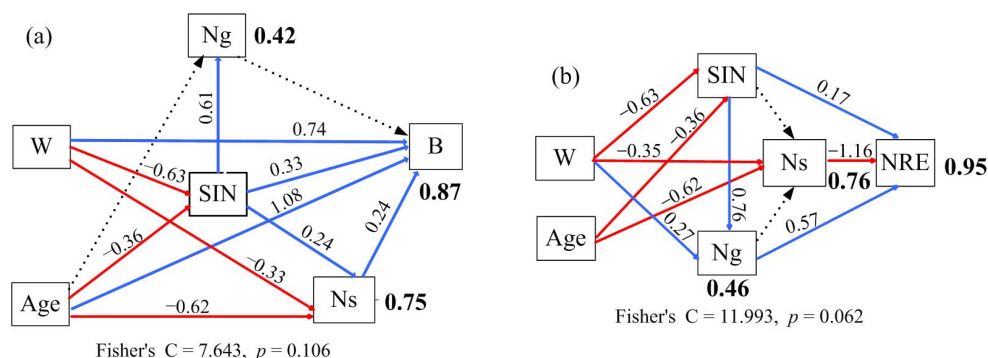 (a)
Ng 0.42
0.61
W
0.74
B
0.87
−0.63
SIN
0.33
1.08
0.24
0.24
−0.36
−0.33
Age
−0.62
Ns 0.75
Fisher's C = 7.643, p = 0.106
(b)
SIN
−0.63
0.17
−0.36
W
−0.35
Ns
0.76
−1.16
NRE
0.95
−0.62
0.76
0.27
0.57
Age
Ng
0.46
Fisher's C = 11.993, p = 0.062